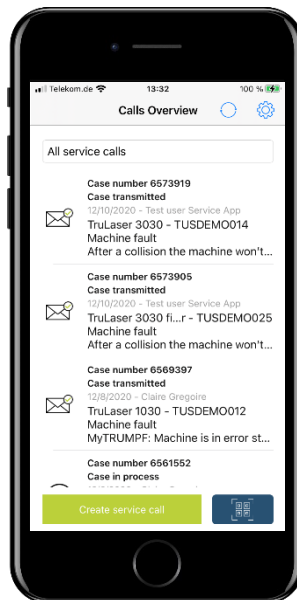 Telekom.de 13:32 100 %
Calls Overview
All service calls
Case number 6573919
Case transmitted
12/10/2020 - Test user Service App
TruLaser 3030 - TUSDEMO014
Machine fault
After a collision the machine won't...
Case number 6573905
Case transmitted
12/10/2020 - Test user Service App
TruLaser 3030 fi...r - TUSDEMO025
Machine fault
After a collision the machine won't...
Case number 6569397
Case transmitted
12/8/2020 - Claire Gregoire
TruLaser 1030 - TUSDEMO012
Machine fault
MyTRUMPF: Machine is in error st...
Case number 6561552
Case in process
Create service call